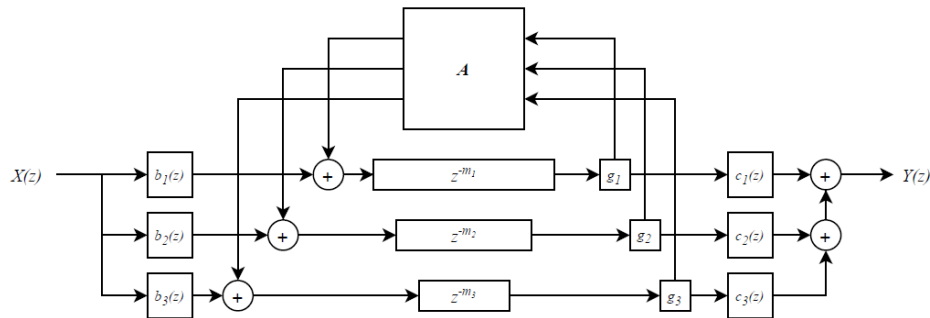 A
X(z) b₁(z) + z⁻ᵐ¹ g₁ c₁(z) + Y(z)
b₂(z) + z⁻ᵐ² g₂ c₂(z) +
b₃(z) + z⁻ᵐ³ g₃ c₃(z)